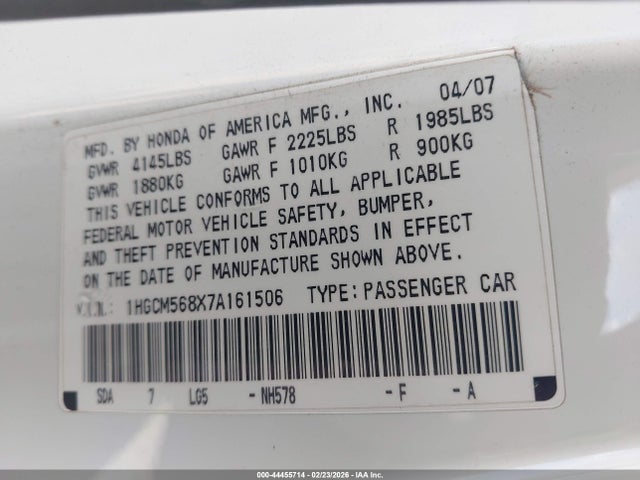 MFD. BY HONDA OF AMERICA MFG., INC. 04/07
GVWR 4145LBS GAWR F 2225LBS R 1985LBS
GVWR 1880KG GAWR F 1010KG R 900KG
THIS VEHICLE CONFORMS TO ALL APPLICABLE
FEDERAL MOTOR VEHICLE SAFETY, BUMPER,
AND THEFT PREVENTION STANDARDS IN EFFECT
ON THE DATE OF MANUFACTURE SHOWN ABOVE.
V.I.N.: 1HGCM568X7A161506 TYPE:PASSENGER CAR
SDA 7 LG5 -NH578 -F -A
000-44455714 - 02/23/2026 - IAA Inc.